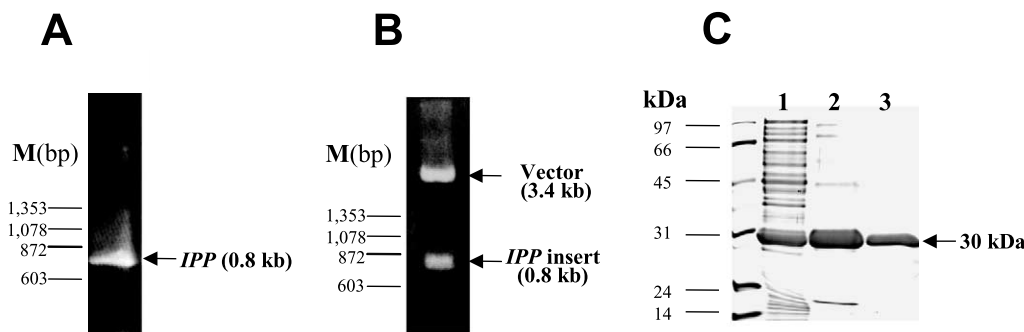 A
B
C
M(bp)
1,353
1,078
872
603
IPP (0.8 kb)
M(bp)
1,353
1,078
872
603
Vector
(3.4 kb)
IPP insert
(0.8 kb)
kDa
1 2 3
97
66
45
31
24
14
30 kDa